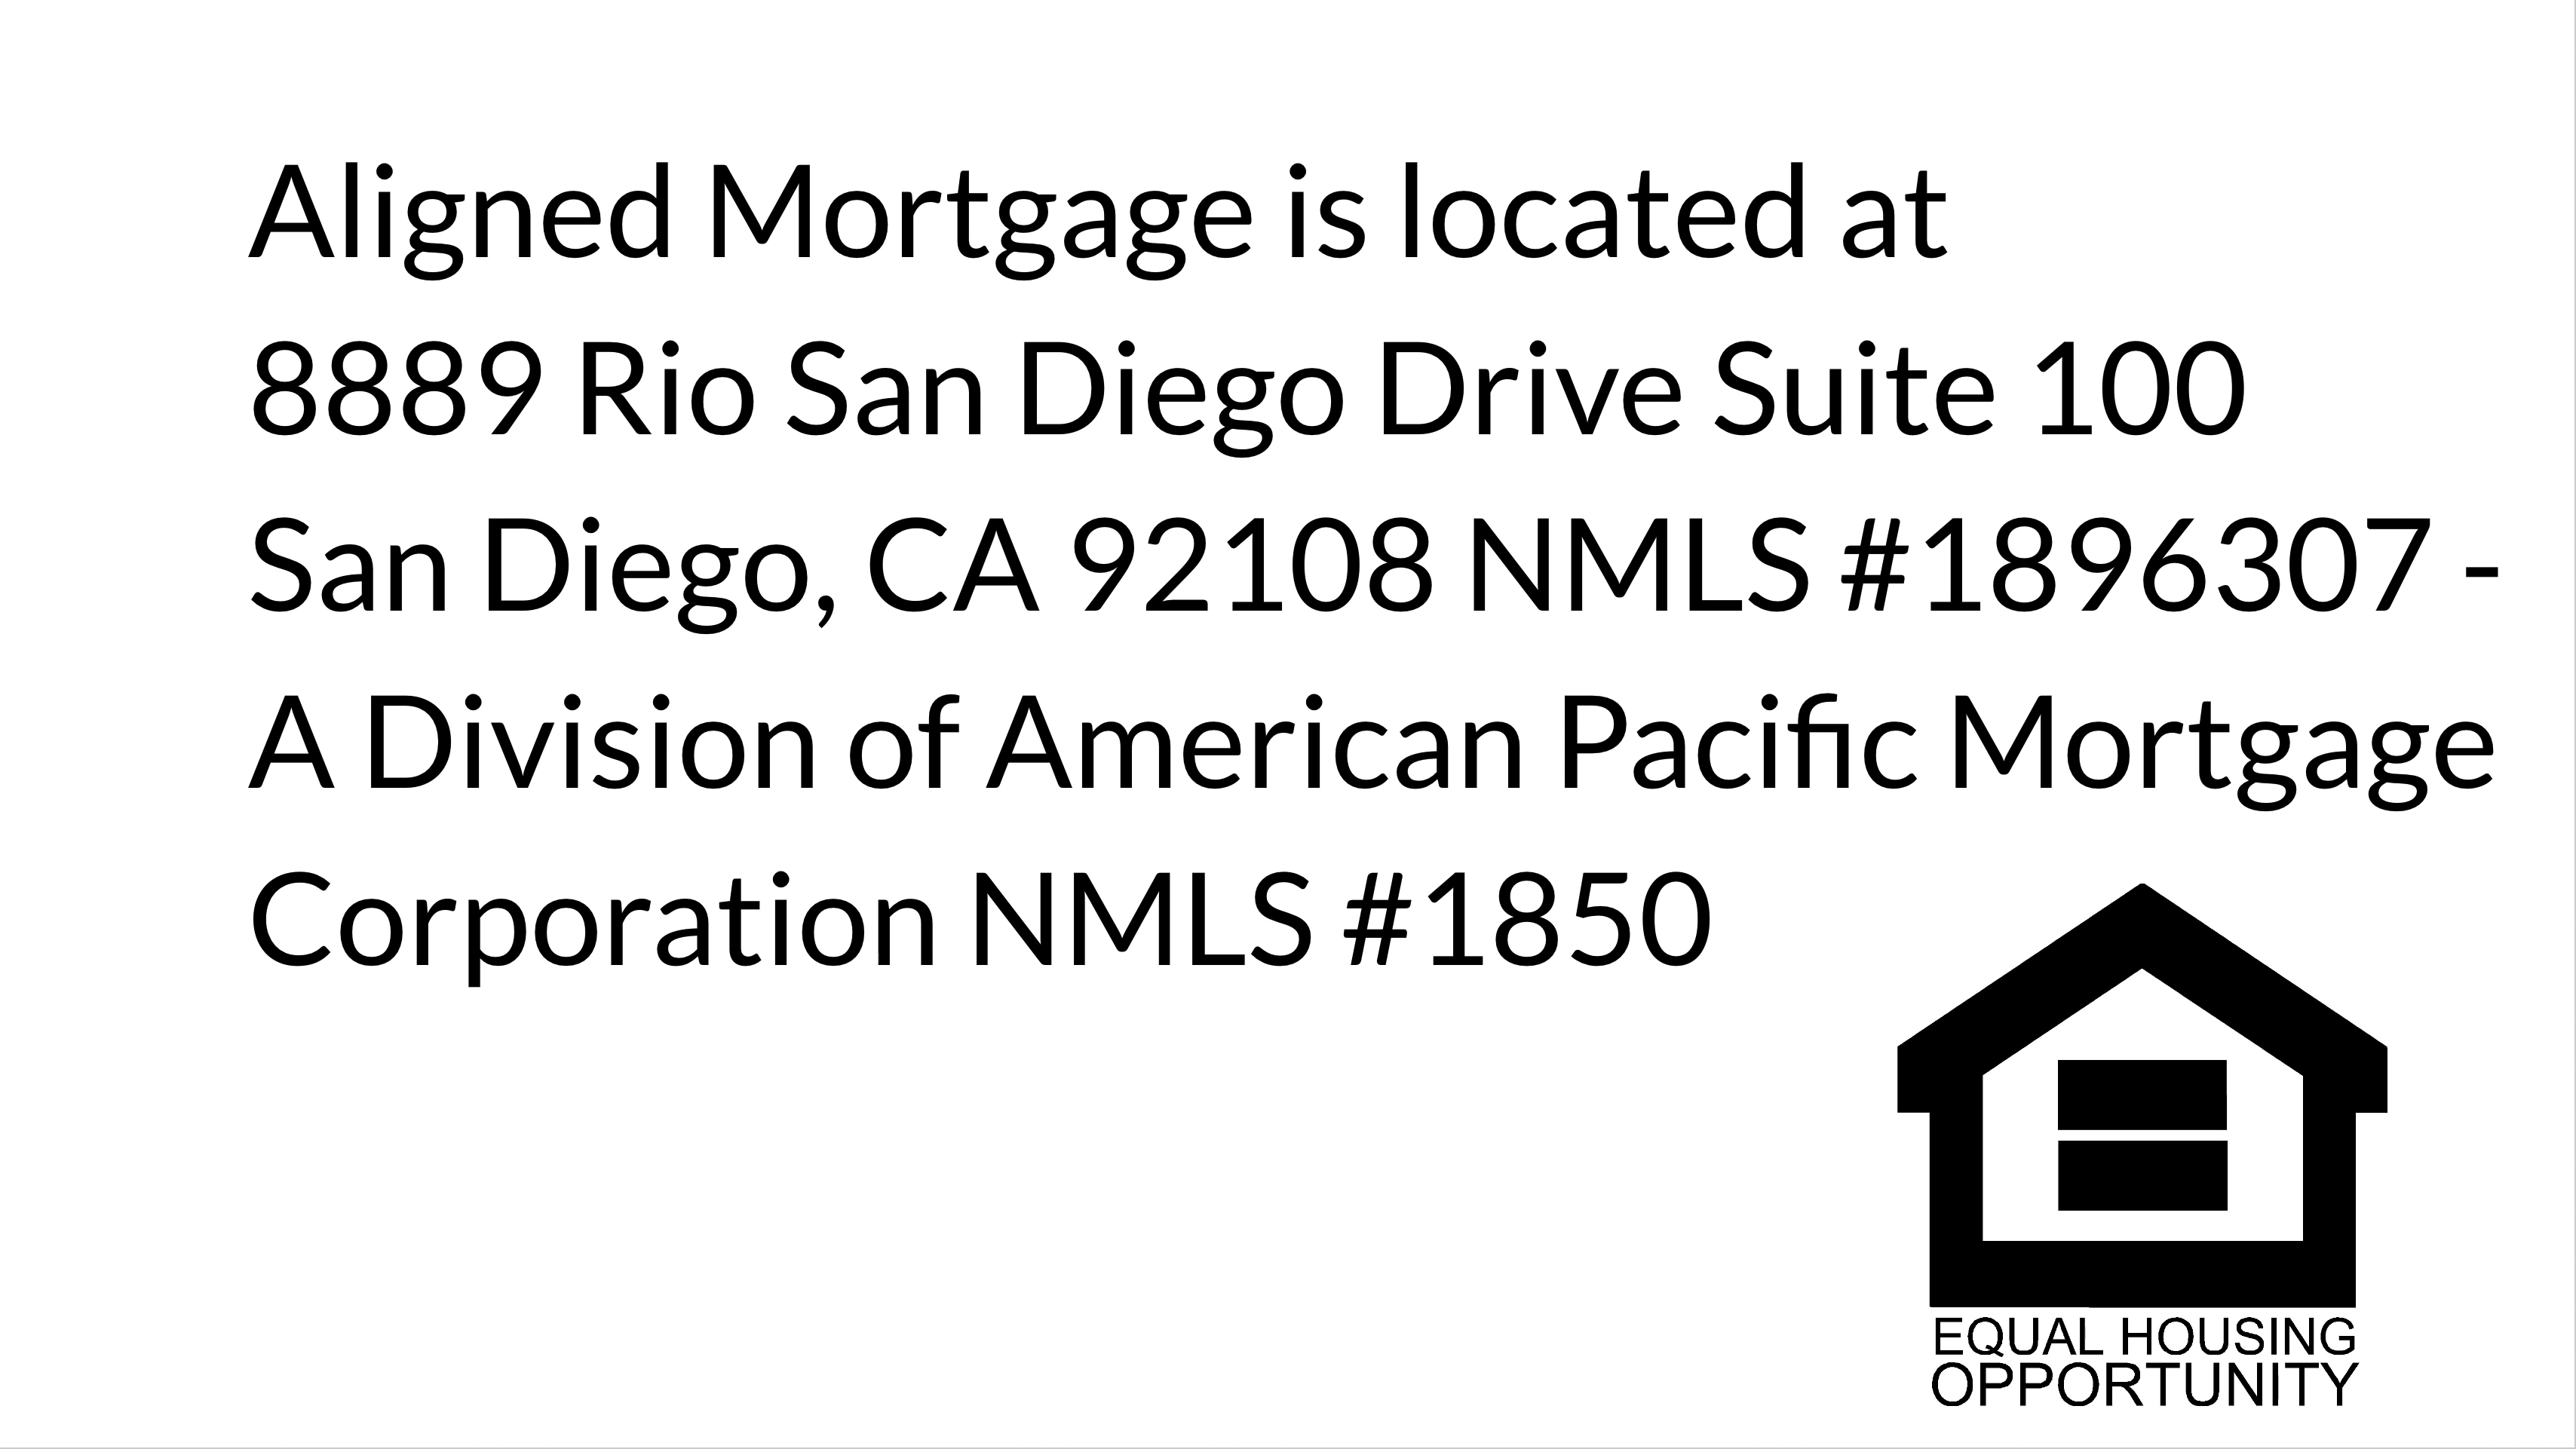 Aligned Mortgage is located at
8889 Rio San Diego Drive Suite 100
San Diego, CA 92108 NMLS #1896307 -
A Division of American Pacific Mortgage
Corporation NMLS #1850
EQUAL HOUSING
OPPORTUNITY